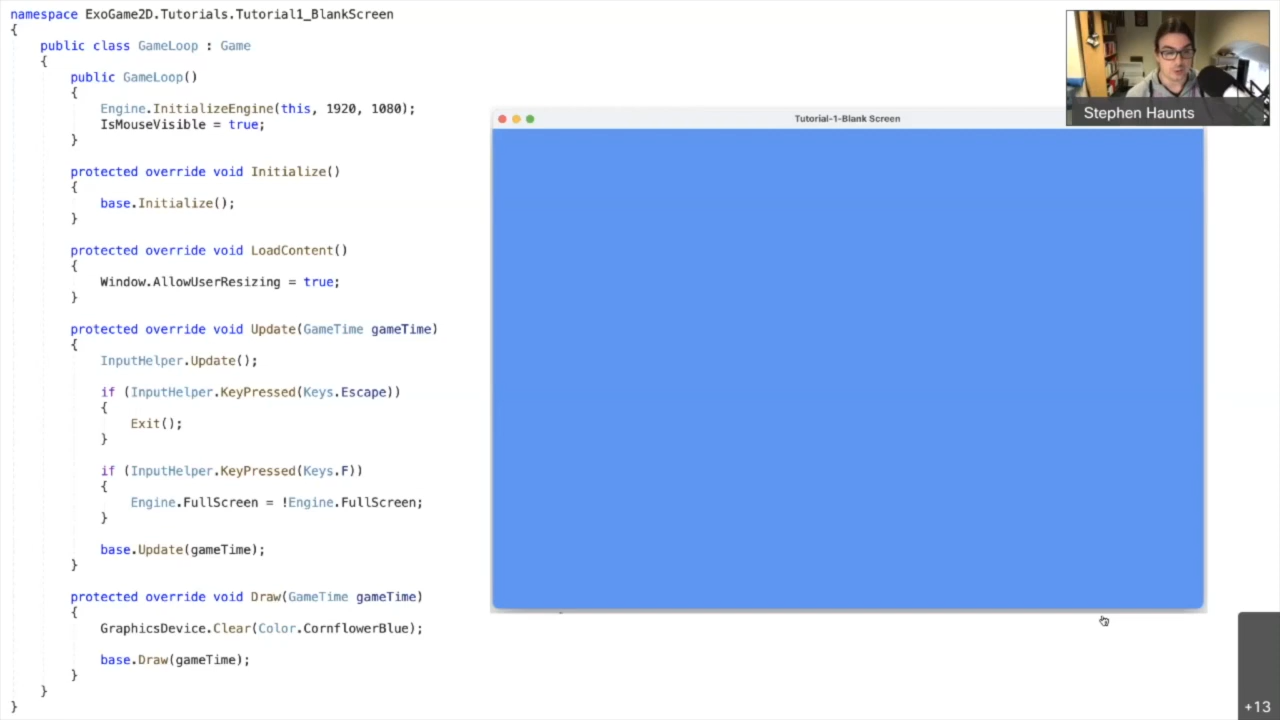 namespace ExoGame2D.Tutorials.Tutorial1_BlankScreen
{
public class GameLoop : Game
{
public GameLoop()
{
Engine.InitializeEngine(this, 1920, 1080);
IsMouseVisible = true;
}
protected override void Initialize()
{
base.Initialize();
}
protected override void LoadContent()
{
Window.AllowUserResizing = true;
}
protected override void Update(GameTime gameTime)
{
InputHelper.Update();
if (InputHelper.KeyPressed(Keys.Escape))
{
Exit();
}
if (InputHelper.KeyPressed(Keys.F))
{
Engine.FullScreen = !Engine.FullScreen;
}
base.Update(gameTime);
}
protected override void Draw(GameTime gameTime)
{
GraphicsDevice.Clear(Color.CornflowerBlue);
base.Draw(gameTime);
}
}
}
Tutorial-1-Blank Screen
Stephen Haunts
+13